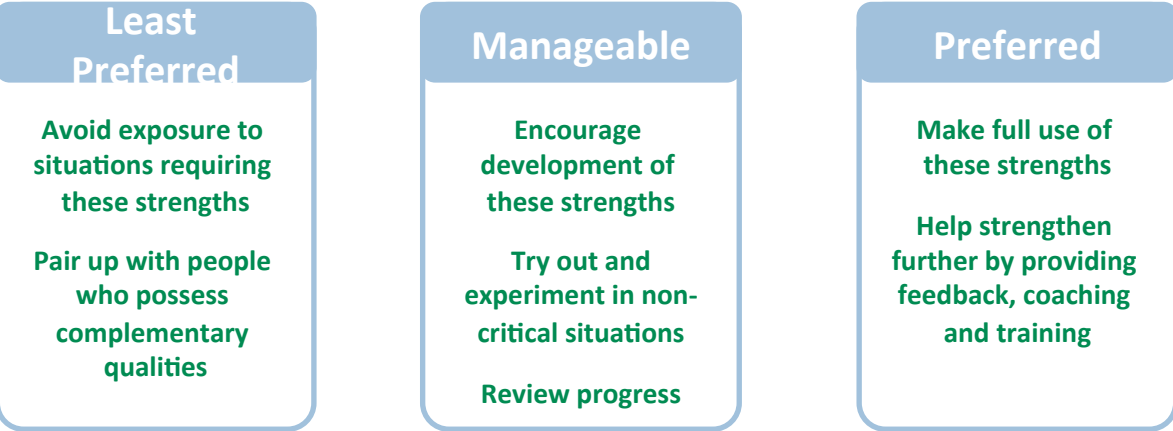 Least
Preferred
Avoid exposure to
situations requiring
these strengths
Pair up with people
who possess
complementary
qualities
Manageable
Encourage
development of
these strengths
Try out and
experiment in non-
critical situations
Review progress
Preferred
Make full use of
these strengths
Help strengthen
further by providing
feedback, coaching
and training